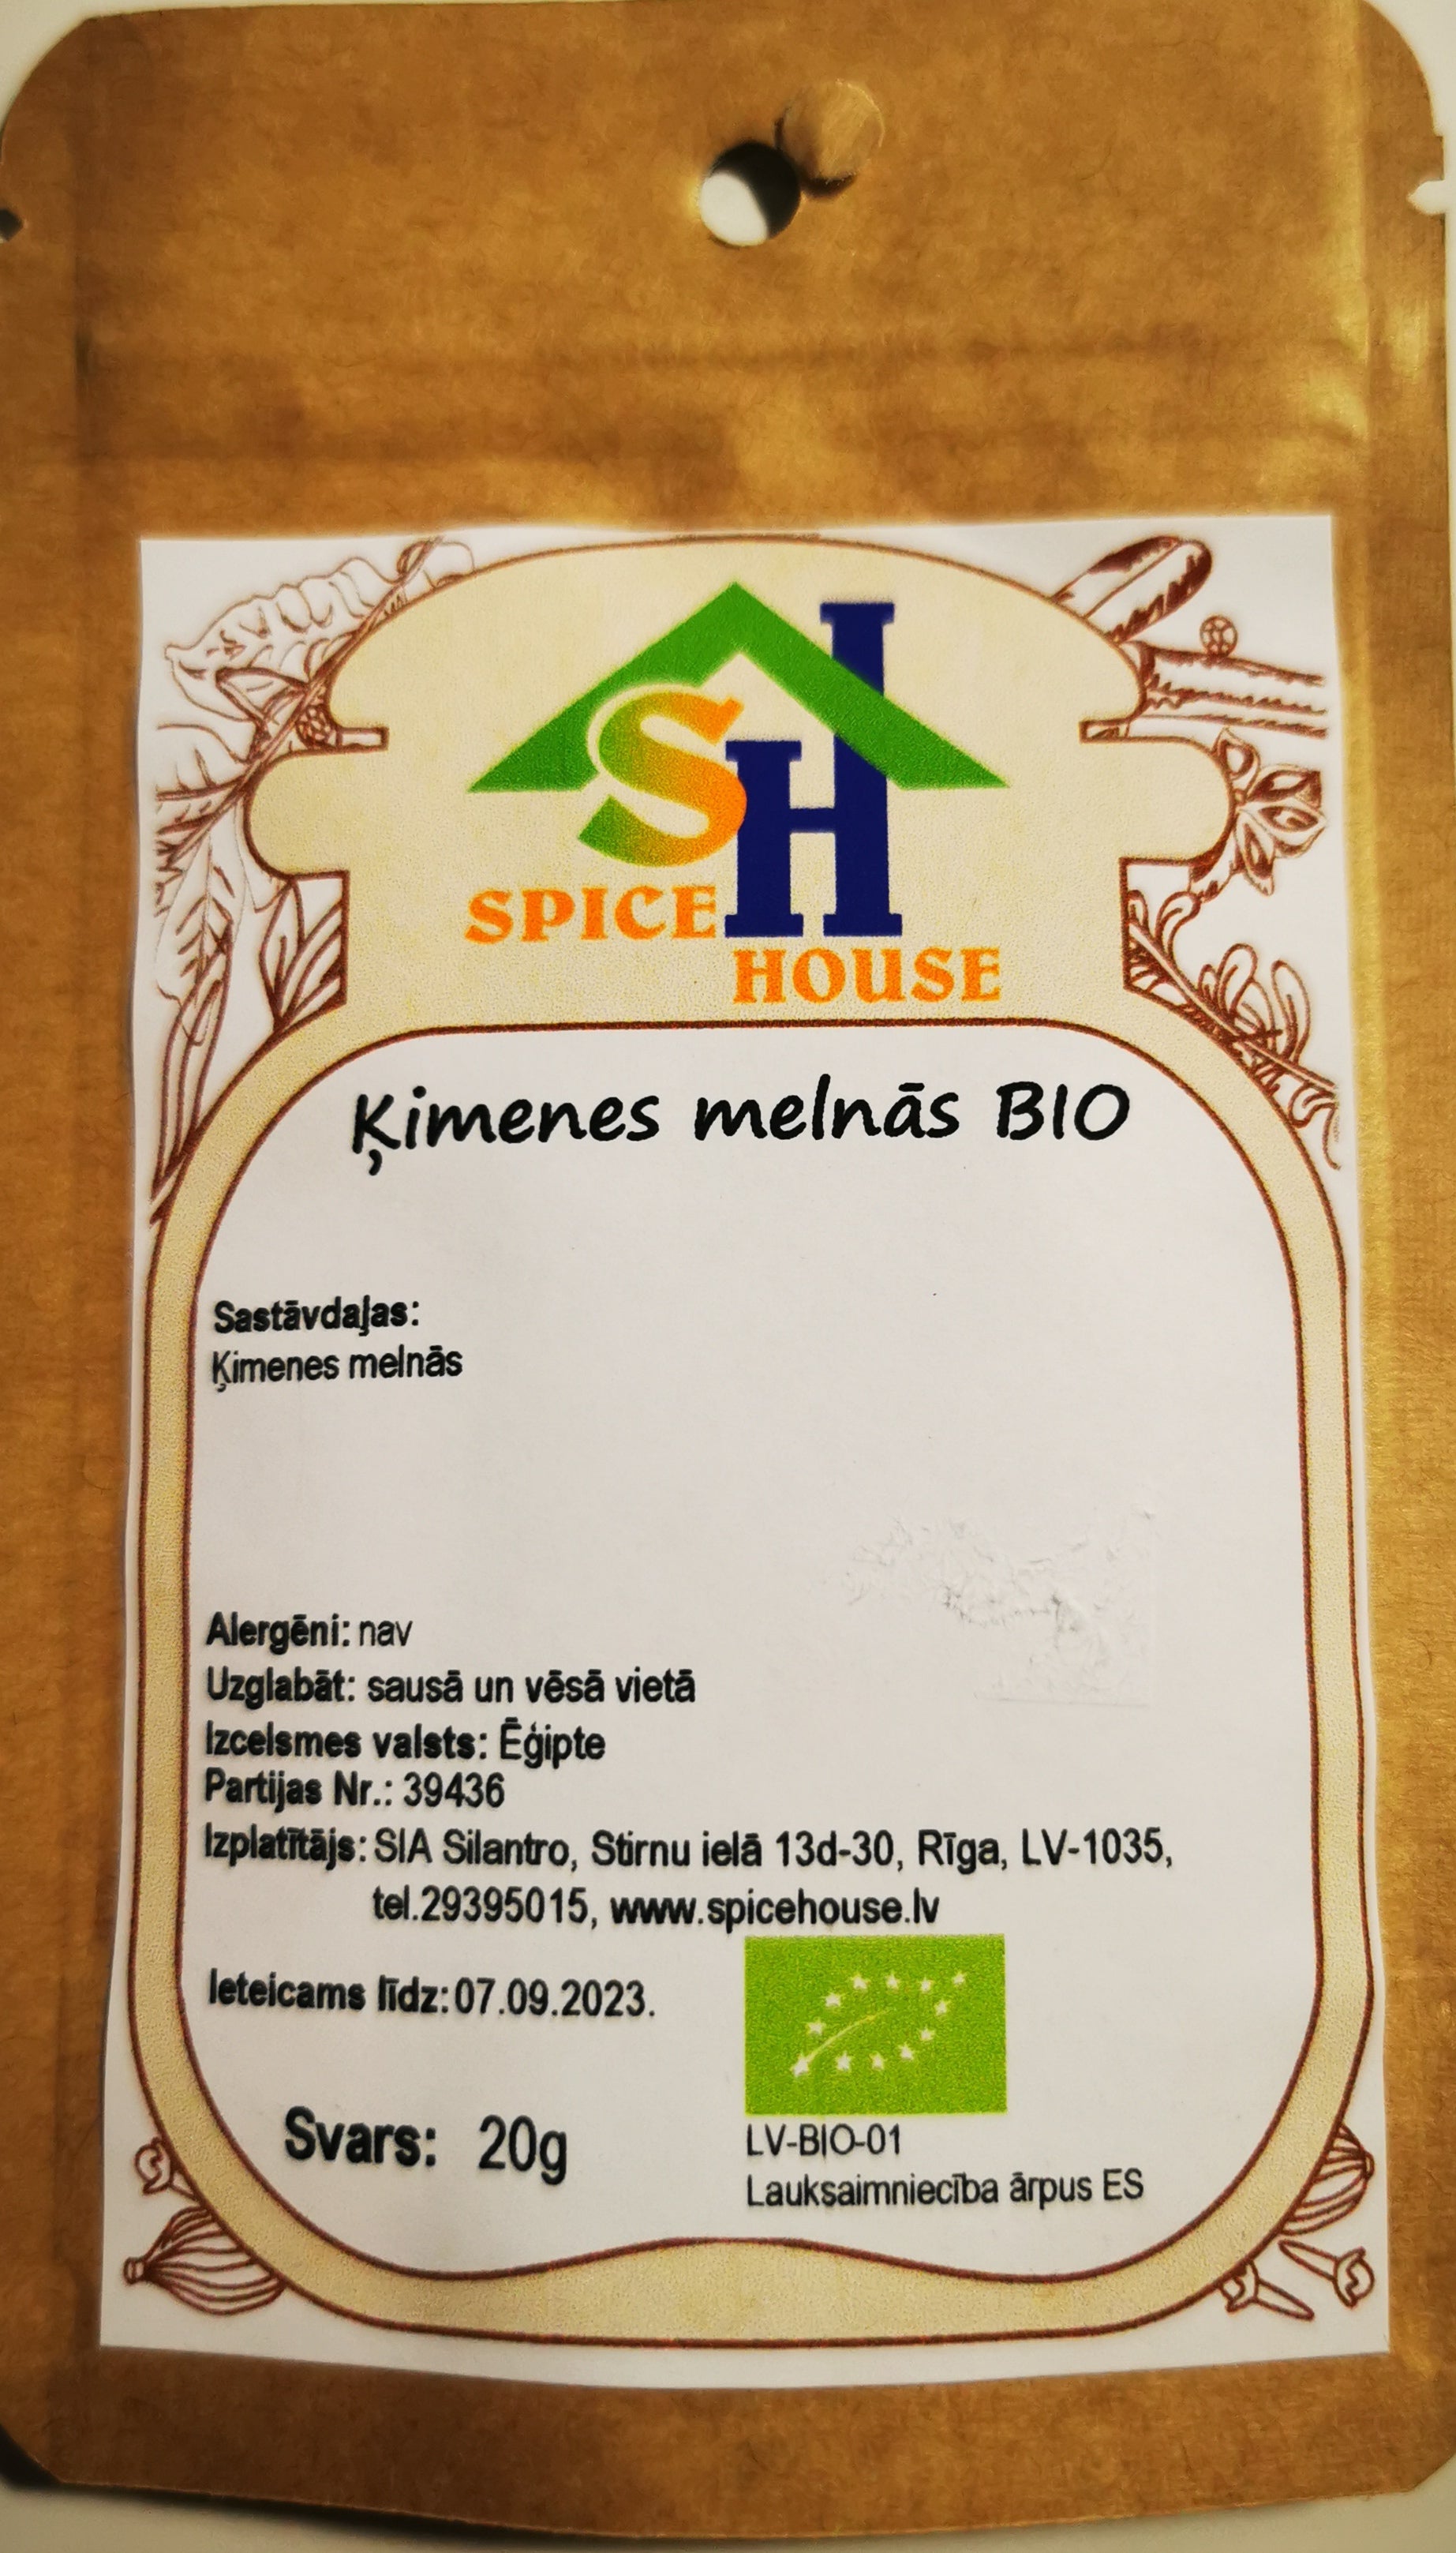 SH
SPICE
HOUSE
Ķimenes melnās BIO
Sastāvdaļas:
Ķimenes melnās
Alergēni: nav
Uzglabāt: sausā un vēsā vietā
Izcelsmes valsts: Ēģipte
Partijas Nr.: 39436
Izplatītājs: SIA Silantro, Stirnu ielā 13d-30, Rīga, LV-1035,
tel.29395015, www.spicehouse.lv
Ieteicams līdz: 07.09.2023.
Svars: 20g
LV-BIO-01
Lauksaimniecība ārpus ES